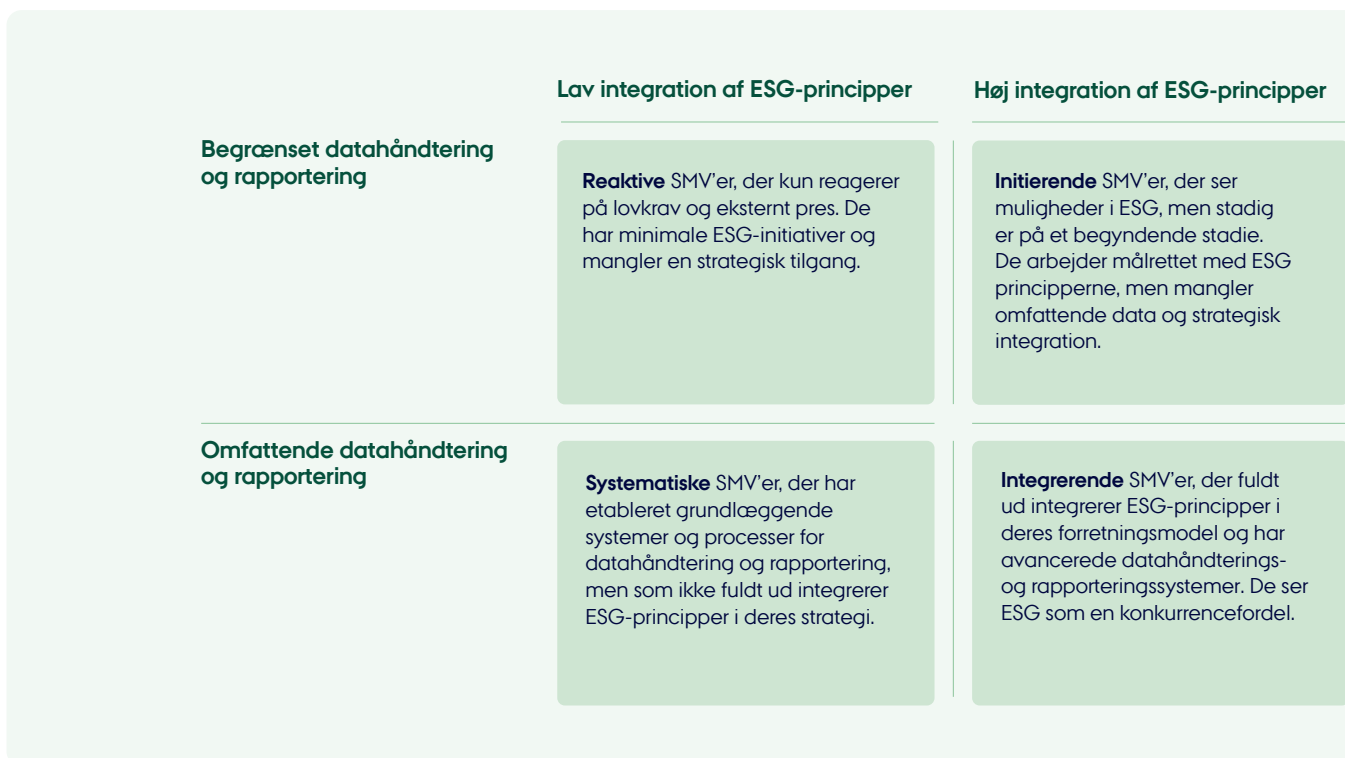 Lav integration af ESG-principper
Høj integration af ESG-principper
Begrænset datahåndtering
og rapportering
Reaktive SMV’er, der kun reagerer
på lovkrav og eksternt pres. De
har minimale ESG-initiativer og
mangler en strategisk tilgang.
Initierende SMV’er, der ser
muligheder i ESG, men stadig
er på et begyndende stadie.
De arbejder målrettet med ESG
principperne, men mangler
omfattende data og strategisk
integration.
Omfattende datahåndtering
og rapportering
Systematiske SMV’er, der har
etableret grundlæggende
systemer og processer for
datahåndtering og rapportering,
men som ikke fuldt ud integrerer
ESG-principper i deres strategi.
Integrerende SMV’er, der fuldt
ud integrerer ESG-principper i
deres forretningsmodel og har
avancerede datahåndterings-
og rapporteringssystemer. De ser
ESG som en konkurrencefordel.